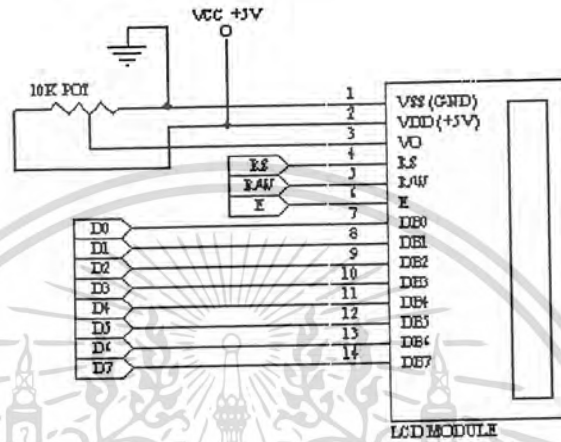 VCC +5V
10K POT
1 VSS(GND)
2 VDD(+5V)
3 VO
RS 4 RS
R/W 5 R/W
E 6 E
D0 7 DB0
D1 8 DB1
D2 9 DB2
D3 10 DB3
D4 11 DB4
D5 12 DB5
D6 13 DB6
D7 14 DB7
LCD MODULE